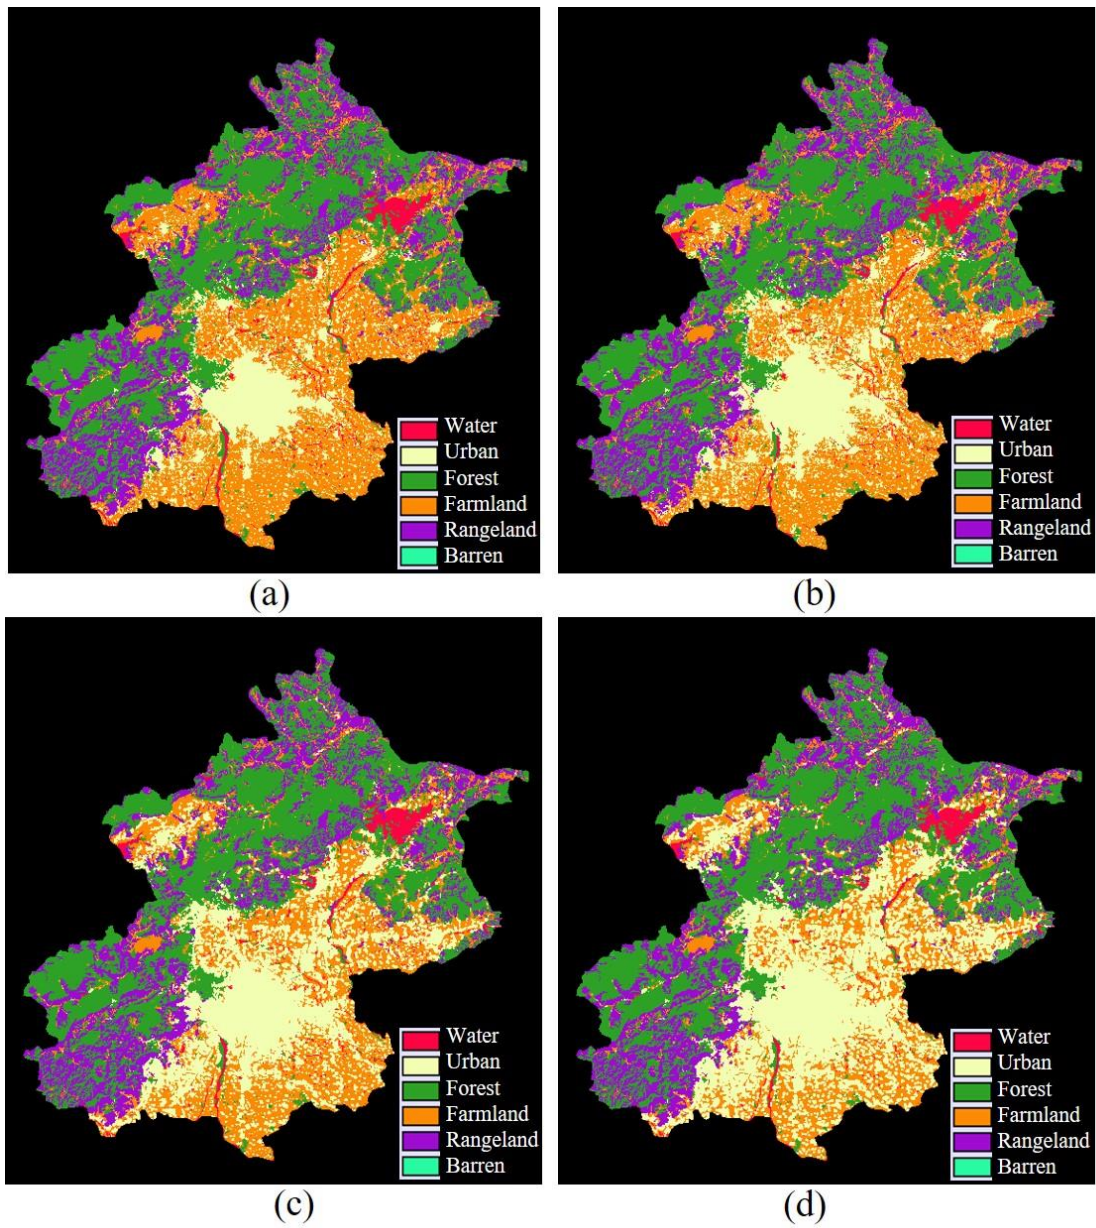 Water
Urban
Forest
Farmland
Rangeland
Barren
(a)
Water
Urban
Forest
Farmland
Rangeland
Barren
(b)
Water
Urban
Forest
Farmland
Rangeland
Barren
(c)
Water
Urban
Forest
Farmland
Rangeland
Barren
(d)